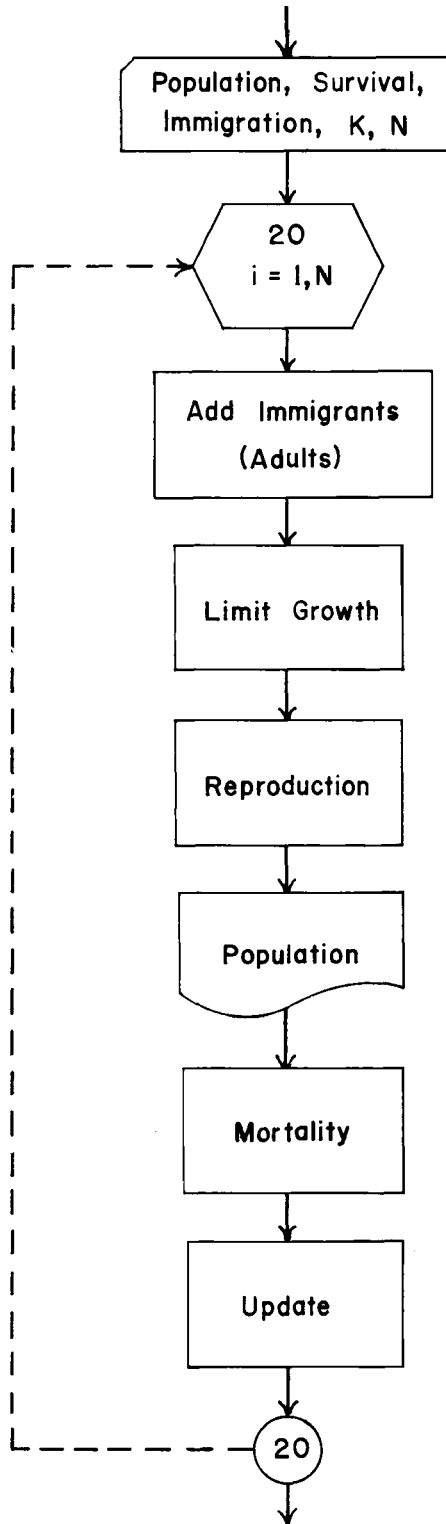 Population, Survival,
Immigration, K, N
20
i = 1, N
Add Immigrants
(Adults)
Limit Growth
Reproduction
Population
Mortality
Update
20